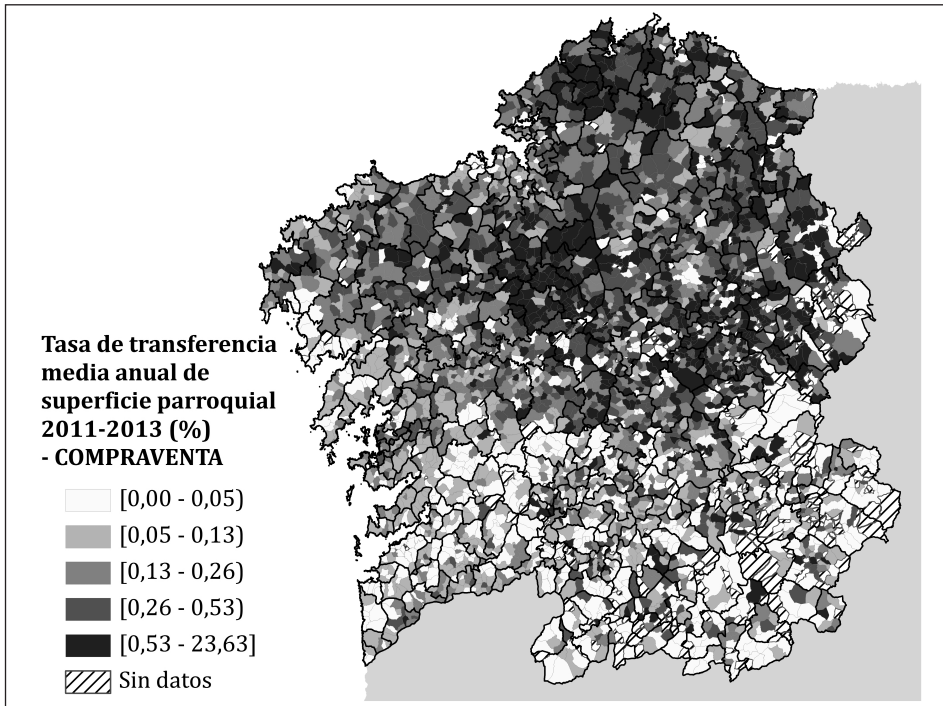 Tasa de transferencia
media anual de
superficie parroquial
2011-2013 (%)
- COMPRAVENTA
[0,00 - 0,05)
[0,05 - 0,13)
[0,13 - 0,26)
[0,26 - 0,53)
[0,53 - 23,63]
Sin datos